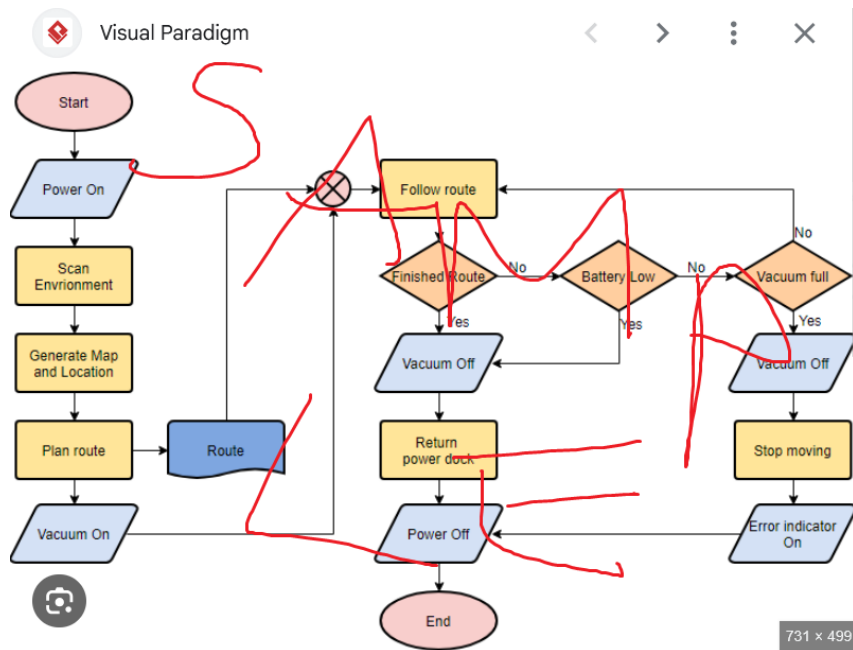 Visual Paradigm
Start
Power On
Scan
Envrionment
Generate Map
and Location
Plan route
Route
Vacuum On
Follow route
Finished Route
No
Yes
Battery Low
No
Yes
Vacuum full
No
Yes
Vacuum Off
Return
power dock
Power Off
End
Vacuum Off
Stop moving
Error indicator
On
SAMP
LE
731 × 499